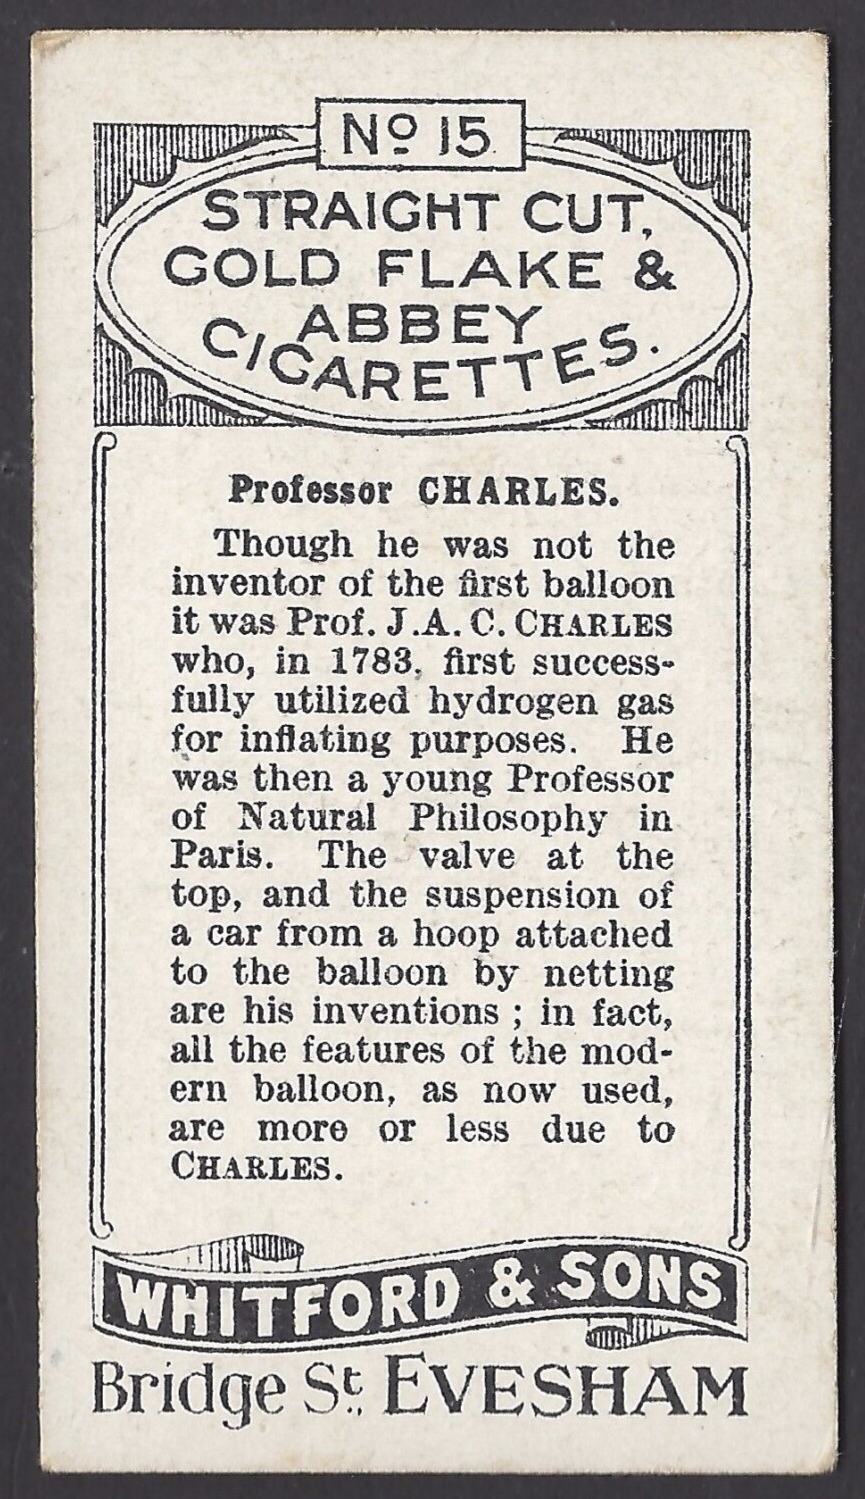 Nº 15
STRAIGHT CUT,
GOLD FLAKE &
ABBEY
CIGARETTES.
Professor CHARLES.
Though he was not the
inventor of the first balloon
it was Prof. J.A.C. CHARLES
who, in 1783, first success-
fully utilized hydrogen gas
for inflating purposes. He
was then a young Professor
of Natural Philosophy in
Paris. The valve at the
top, and the suspension of
a car from a hoop attached
to the balloon by netting
are his inventions ; in fact,
all the features of the mod-
ern balloon, as now used,
are more or less due to
CHARLES.
WHITFORD & SONS
Bridge St. EVESHAM